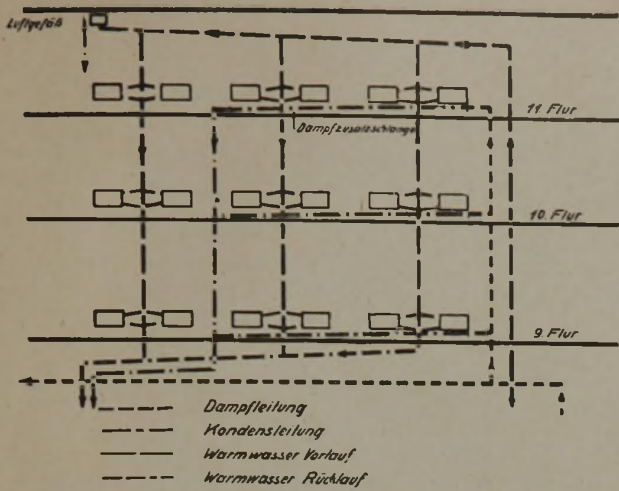 Luftgefäß
11. Flur
Dampfzusatzschlange
10. Flur
9. Flur
Dampfleitung
Kondensleitung
Warmwasser Vorlauf
Warmwasser Rücklauf